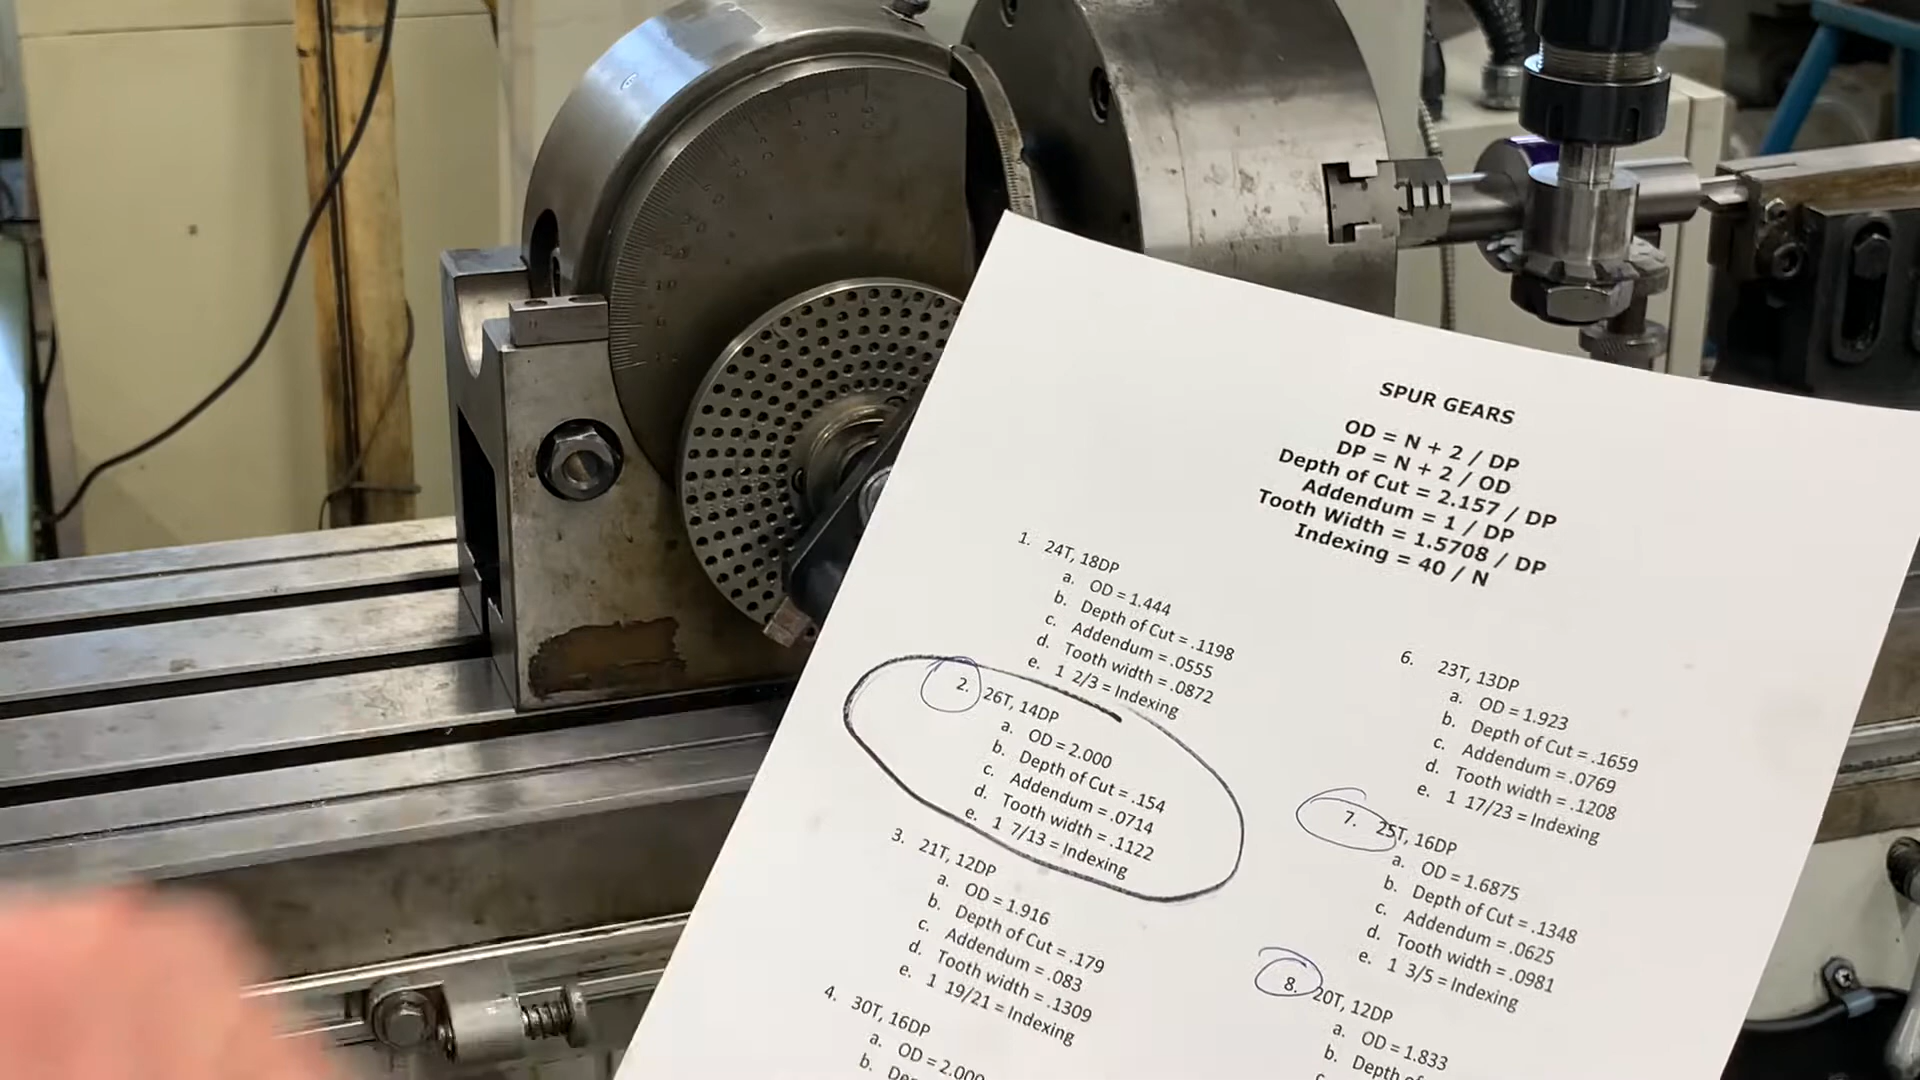 SPUR GEARS
OD = N + 2 / DP
DP = N + 2 / OD
Depth of Cut = 2.157 / DP
Addendum = 1 / DP
Tooth Width = 1.5708 / DP
Indexing = 40 / N
1. 24T, 18DP
a. OD = 1.444
b. Depth of Cut = .1198
c. Addendum = .0555
d. Tooth width = .0872
e. 1 2/3 = Indexing
2. 26T, 14DP
a. OD = 2.000
b. Depth of Cut = .154
c. Addendum = .0714
d. Tooth width = .1122
e. 1 7/13 = Indexing
3. 21T, 12DP
a. OD = 1.916
b. Depth of Cut = .179
c. Addendum = .083
d. Tooth width = .1309
e. 1 19/21 = Indexing
4. 30T, 16DP
a. OD = 2.000
b.
6. 23T, 13DP
a. OD = 1.923
b. Depth of Cut = .1659
c. Addendum = .0769
d. Tooth width = .1208
e. 1 17/23 = Indexing
7. 25T, 16DP
a. OD = 1.6875
b. Depth of Cut = .1348
c. Addendum = .0625
d. Tooth width = .0981
e. 1 3/5 = Indexing
8. 20T, 12DP
a. OD = 1.833
b. Depth of